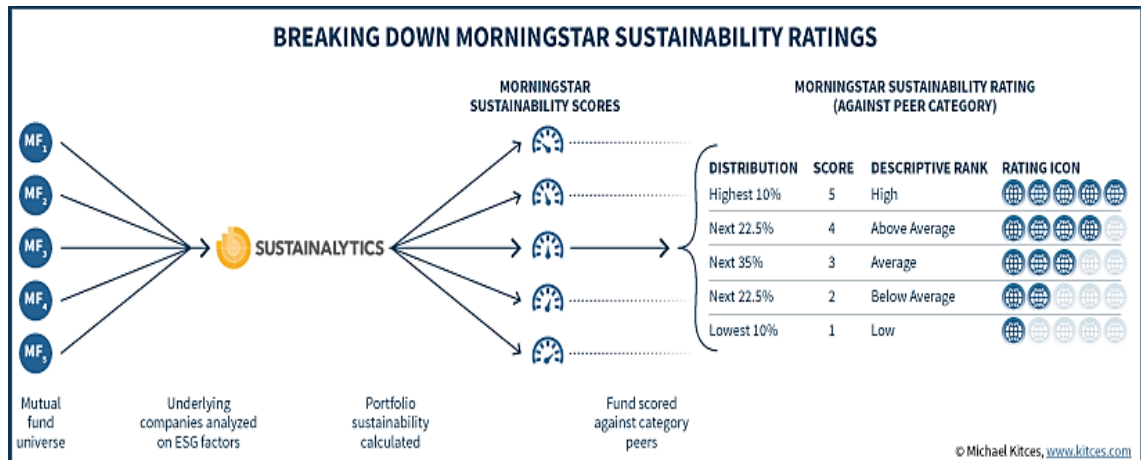 BREAKING DOWN MORNINGSTAR SUSTAINABILITY RATINGS
MORNINGSTAR
SUSTAINABILITY SCORES
MORNINGSTAR SUSTAINABILITY RATING
(AGAINST PEER CATEGORY)
MF1
MF2
MF3
MF4
MF5
SUSTAINALYTICS
DISTRIBUTION SCORE DESCRIPTIVE RANK RATING ICON
Highest 10% 5 High
Next 22.5% 4 Above Average
Next 35% 3 Average
Next 22.5% 2 Below Average
Lowest 10% 1 Low
Mutual
fund
universe
Underlying
companies analyzed
on ESG factors
Portfolio
sustainability
calculated
Fund scored
against category
peers
© Michael Kitces, www.kitces.com